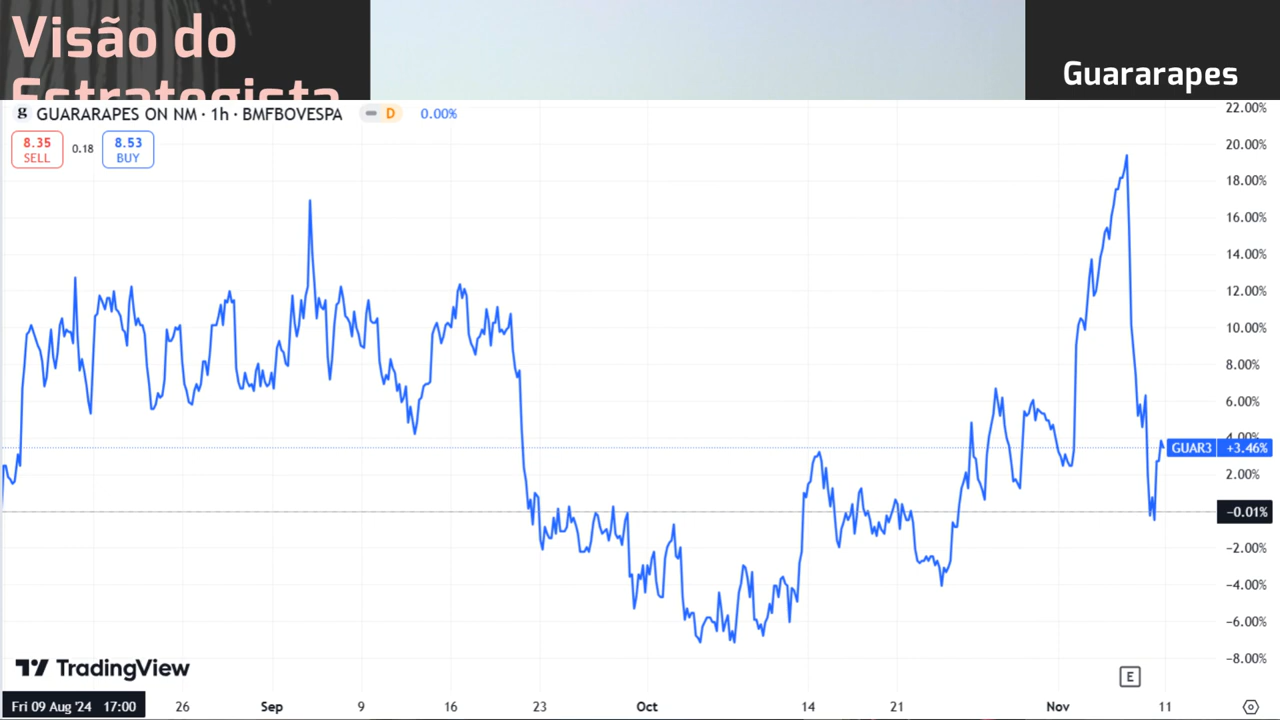 Visão do
Estrategista
Guararapes
g GUARARAPES ON NM · 1h · BMFBOVESPA D 0.00%
8.35 0.18 8.53
SELL BUY
22.00%
20.00%
18.00%
16.00%
14.00%
12.00%
10.00%
8.00%
6.00%
4.00%
GUAR3 +3.46%
2.00%
−0.01%
−2.00%
−4.00%
−6.00%
−8.00%
TradingView
E
Fri 09 Aug '24 17:00 26 Sep 9 16 23 Oct 14 21 Nov 11